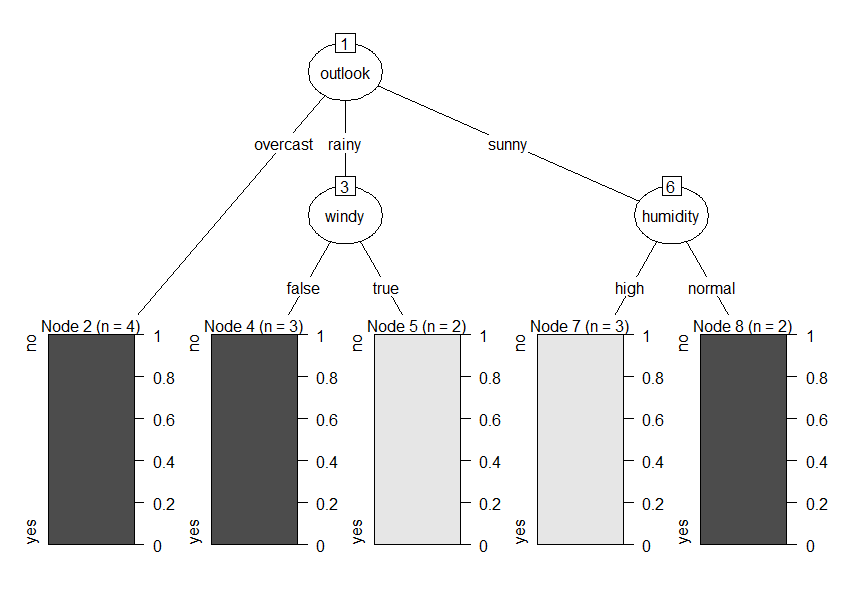 1
outlook
overcast
rainy
sunny
3
windy
6
humidity
false
true
high
normal
Node 2 (n = 4)
no
yes
1
0.8
0.6
0.4
0.2
0
Node 4 (n = 3)
no
yes
1
0.8
0.6
0.4
0.2
0
Node 5 (n = 2)
no
yes
1
0.8
0.6
0.4
0.2
0
Node 7 (n = 3)
no
yes
1
0.8
0.6
0.4
0.2
0
Node 8 (n = 2)
no
yes
1
0.8
0.6
0.4
0.2
0